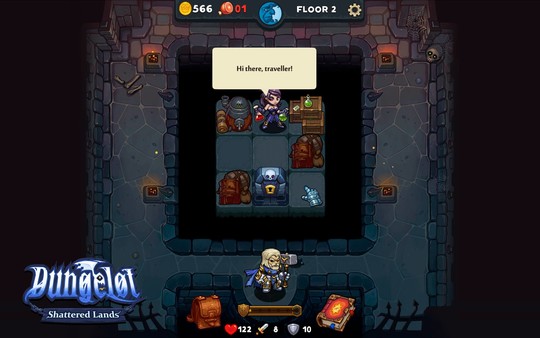 566 01 FLOOR 2
Hi there, traveller!
Dungelot
Shattered Lands
122 8 10